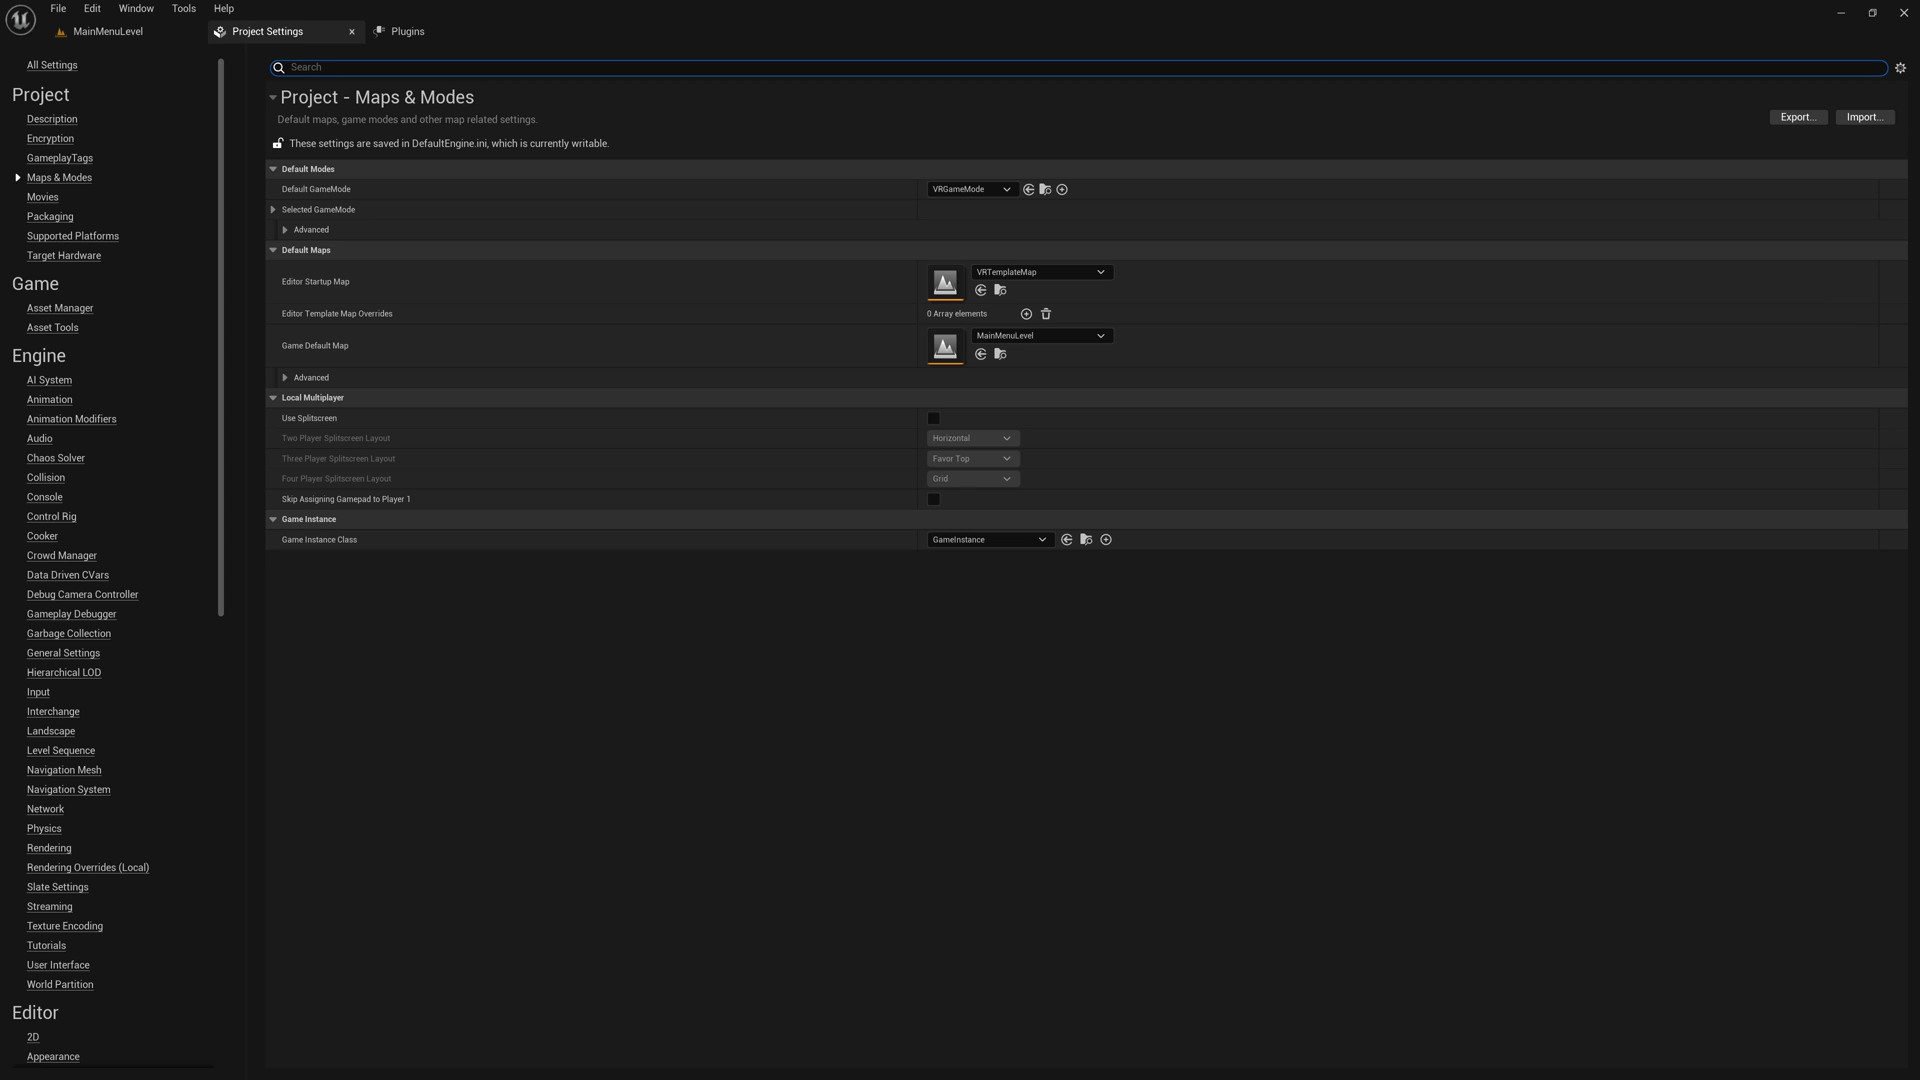 File Edit Window Tools Help
MainMenuLevel Project Settings Plugins
All Settings
Project
Description
Encryption
GameplayTags
Maps & Modes
Movies
Packaging
Supported Platforms
Target Hardware
Game
Asset Manager
Asset Tools
Engine
AI System
Animation
Animation Modifiers
Audio
Chaos Solver
Collision
Console
Control Rig
Cooker
Crowd Manager
Data Driven CVars
Debug Camera Controller
Gameplay Debugger
Garbage Collection
General Settings
Hierarchical LOD
Input
Interchange
Landscape
Level Sequence
Navigation Mesh
Navigation System
Network
Physics
Rendering
Rendering Overrides (Local)
Slate Settings
Streaming
Texture Encoding
Tutorials
User Interface
World Partition
Editor
2D
Appearance
Search
Project - Maps & Modes
Default maps, game modes and other map related settings.
Export... Import...
These settings are saved in DefaultEngine.ini, which is currently writable.
Default Modes
Default GameMode VRGameMode
Selected GameMode
Advanced
Default Maps
Editor Startup Map VRTemplateMap
Editor Template Map Overrides 0 Array elements
Game Default Map MainMenuLevel
Advanced
Local Multiplayer
Use Splitscreen
Two Player Splitscreen Layout Horizontal
Three Player Splitscreen Layout Favor Top
Four Player Splitscreen Layout Grid
Skip Assigning Gamepad to Player 1
Game Instance
Game Instance Class GameInstance